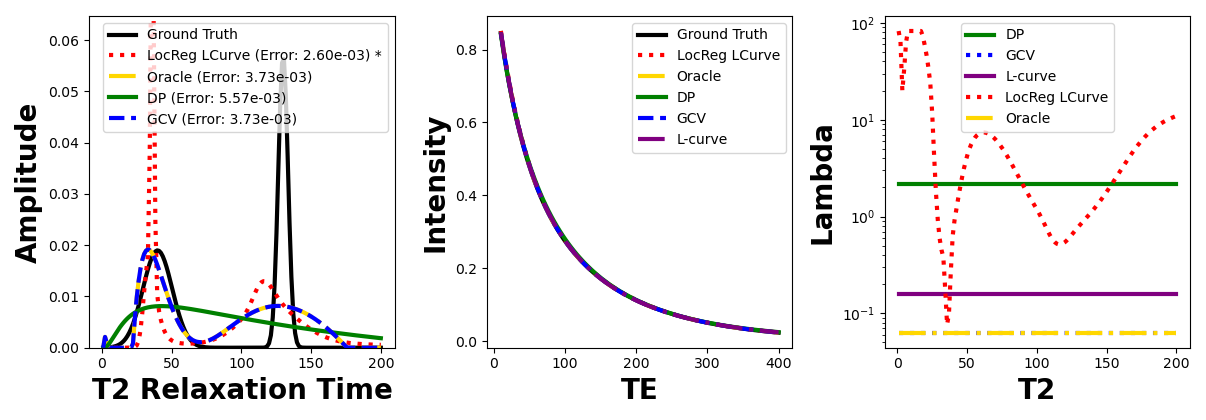 Amplitude
0.06
0.05
0.04
0.03
0.02
0.01
0.00
0
50
100
150
200
T2 Relaxation Time
Ground Truth
LocReg LCurve (Error: 2.60e-03) *
Oracle (Error: 3.73e-03)
DP (Error: 5.57e-03)
GCV (Error: 3.73e-03)
Intensity
0.8
0.6
0.4
0.2
0.0
0
100
200
300
400
TE
Ground Truth
LocReg LCurve
Oracle
DP
GCV
L-curve
Lambda
10²
10¹
10⁰
10⁻¹
0
50
100
150
200
T2
DP
GCV
L-curve
LocReg LCurve
Oracle